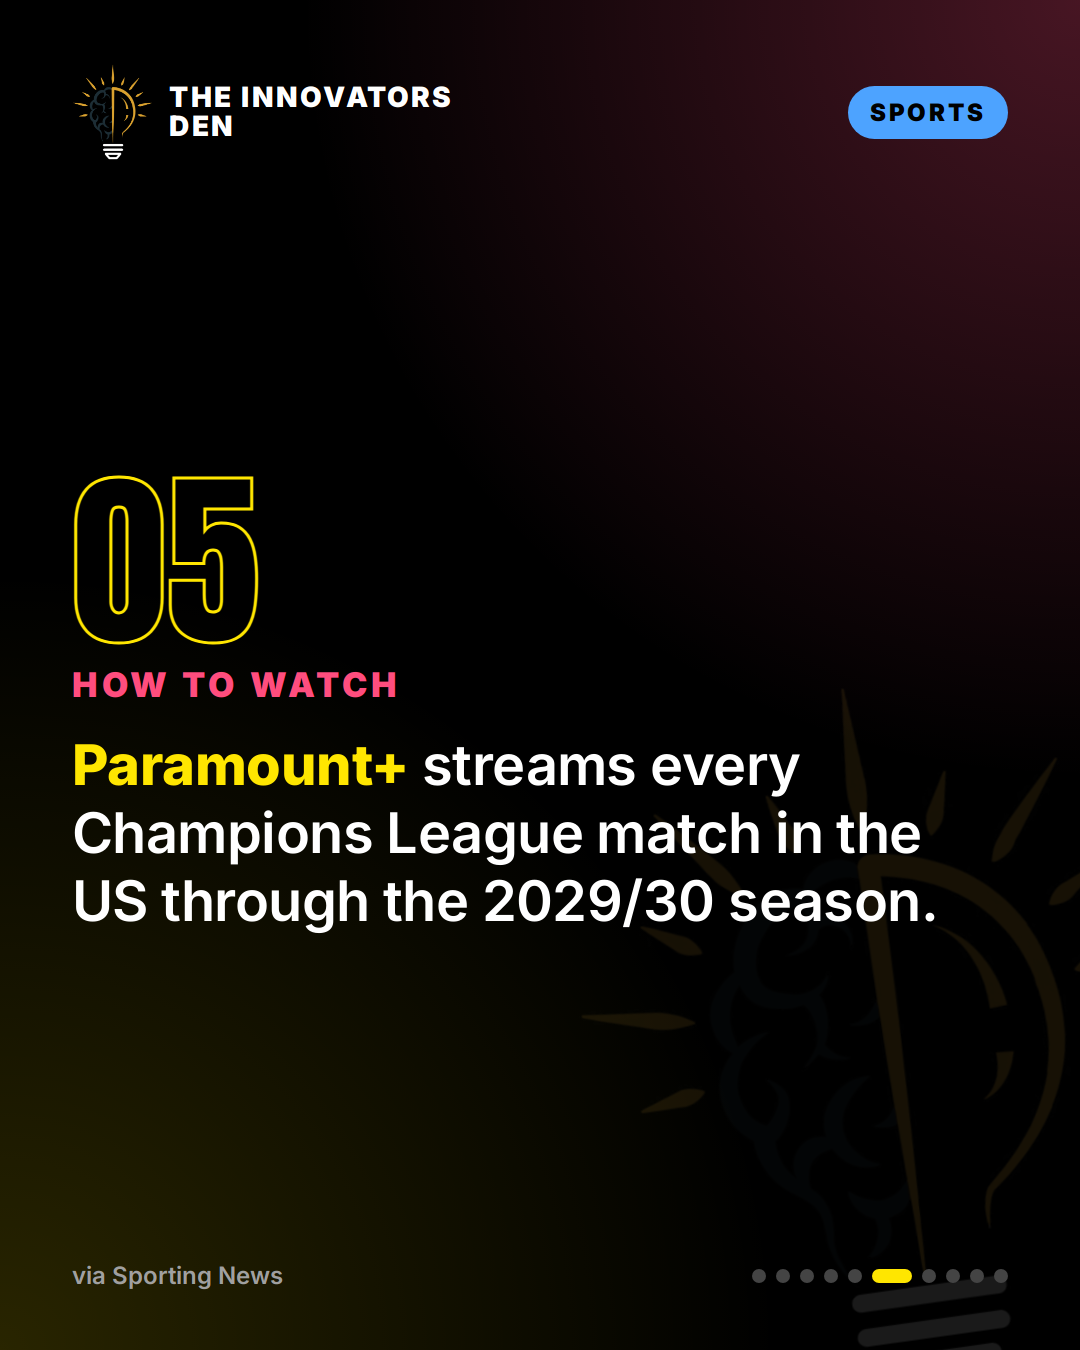 THE INNOVATORS
DEN
SPORTS
05
HOW TO WATCH
Paramount+ streams every
Champions League match in the
US through the 2029/30 season.
via Sporting News